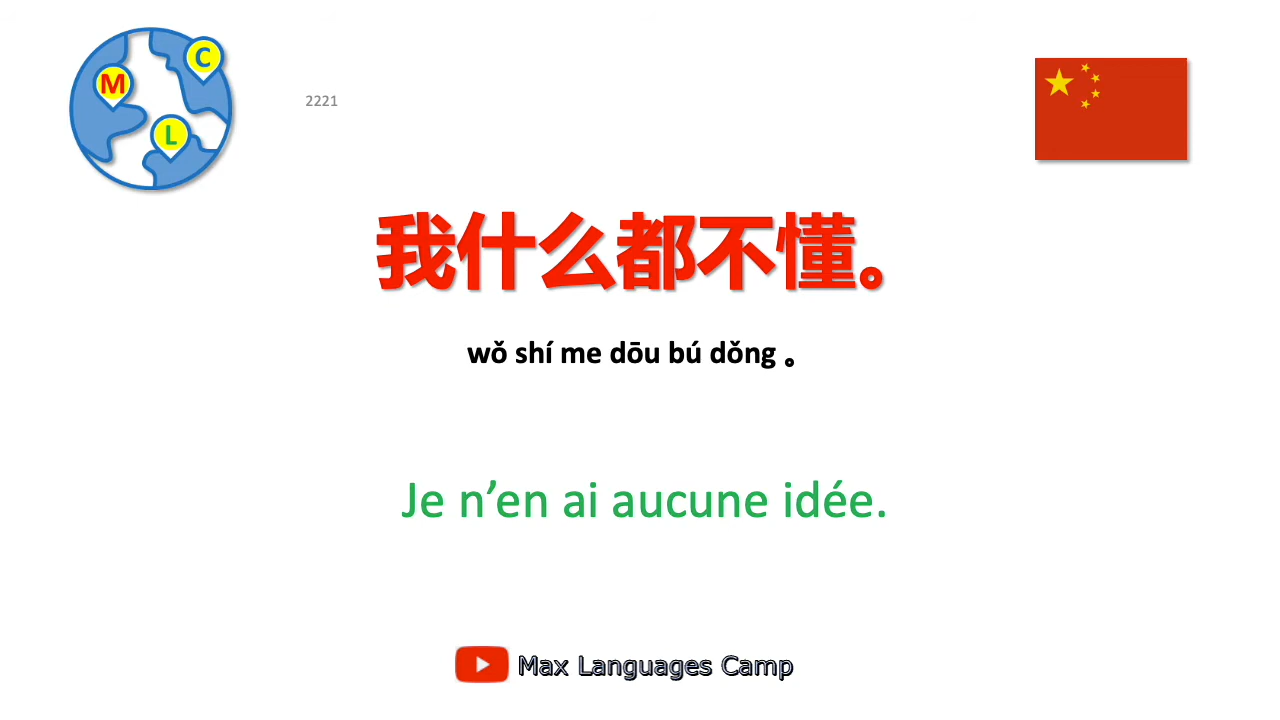 M
C
L
2221
我什么都不懂。
wǒ shí me dōu bú dǒng 。
Je n’en ai aucune idée.
Max Languages Camp